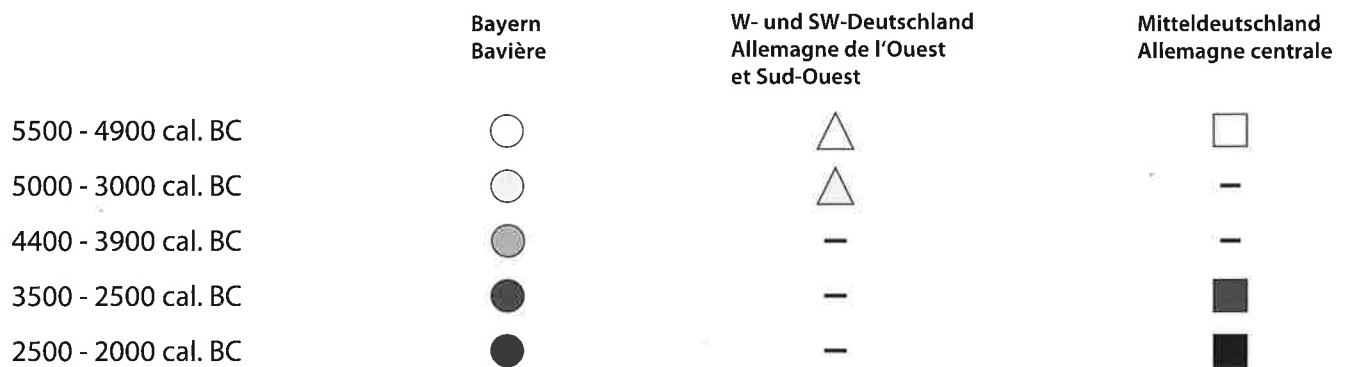 Bayern
Bavière
W- und SW-Deutschland
Allemagne de l'Ouest
et Sud-Ouest
Mitteldeutschland
Allemagne centrale
5500 - 4900 cal. BC
5000 - 3000 cal. BC
4400 - 3900 cal. BC
3500 - 2500 cal. BC
2500 - 2000 cal. BC